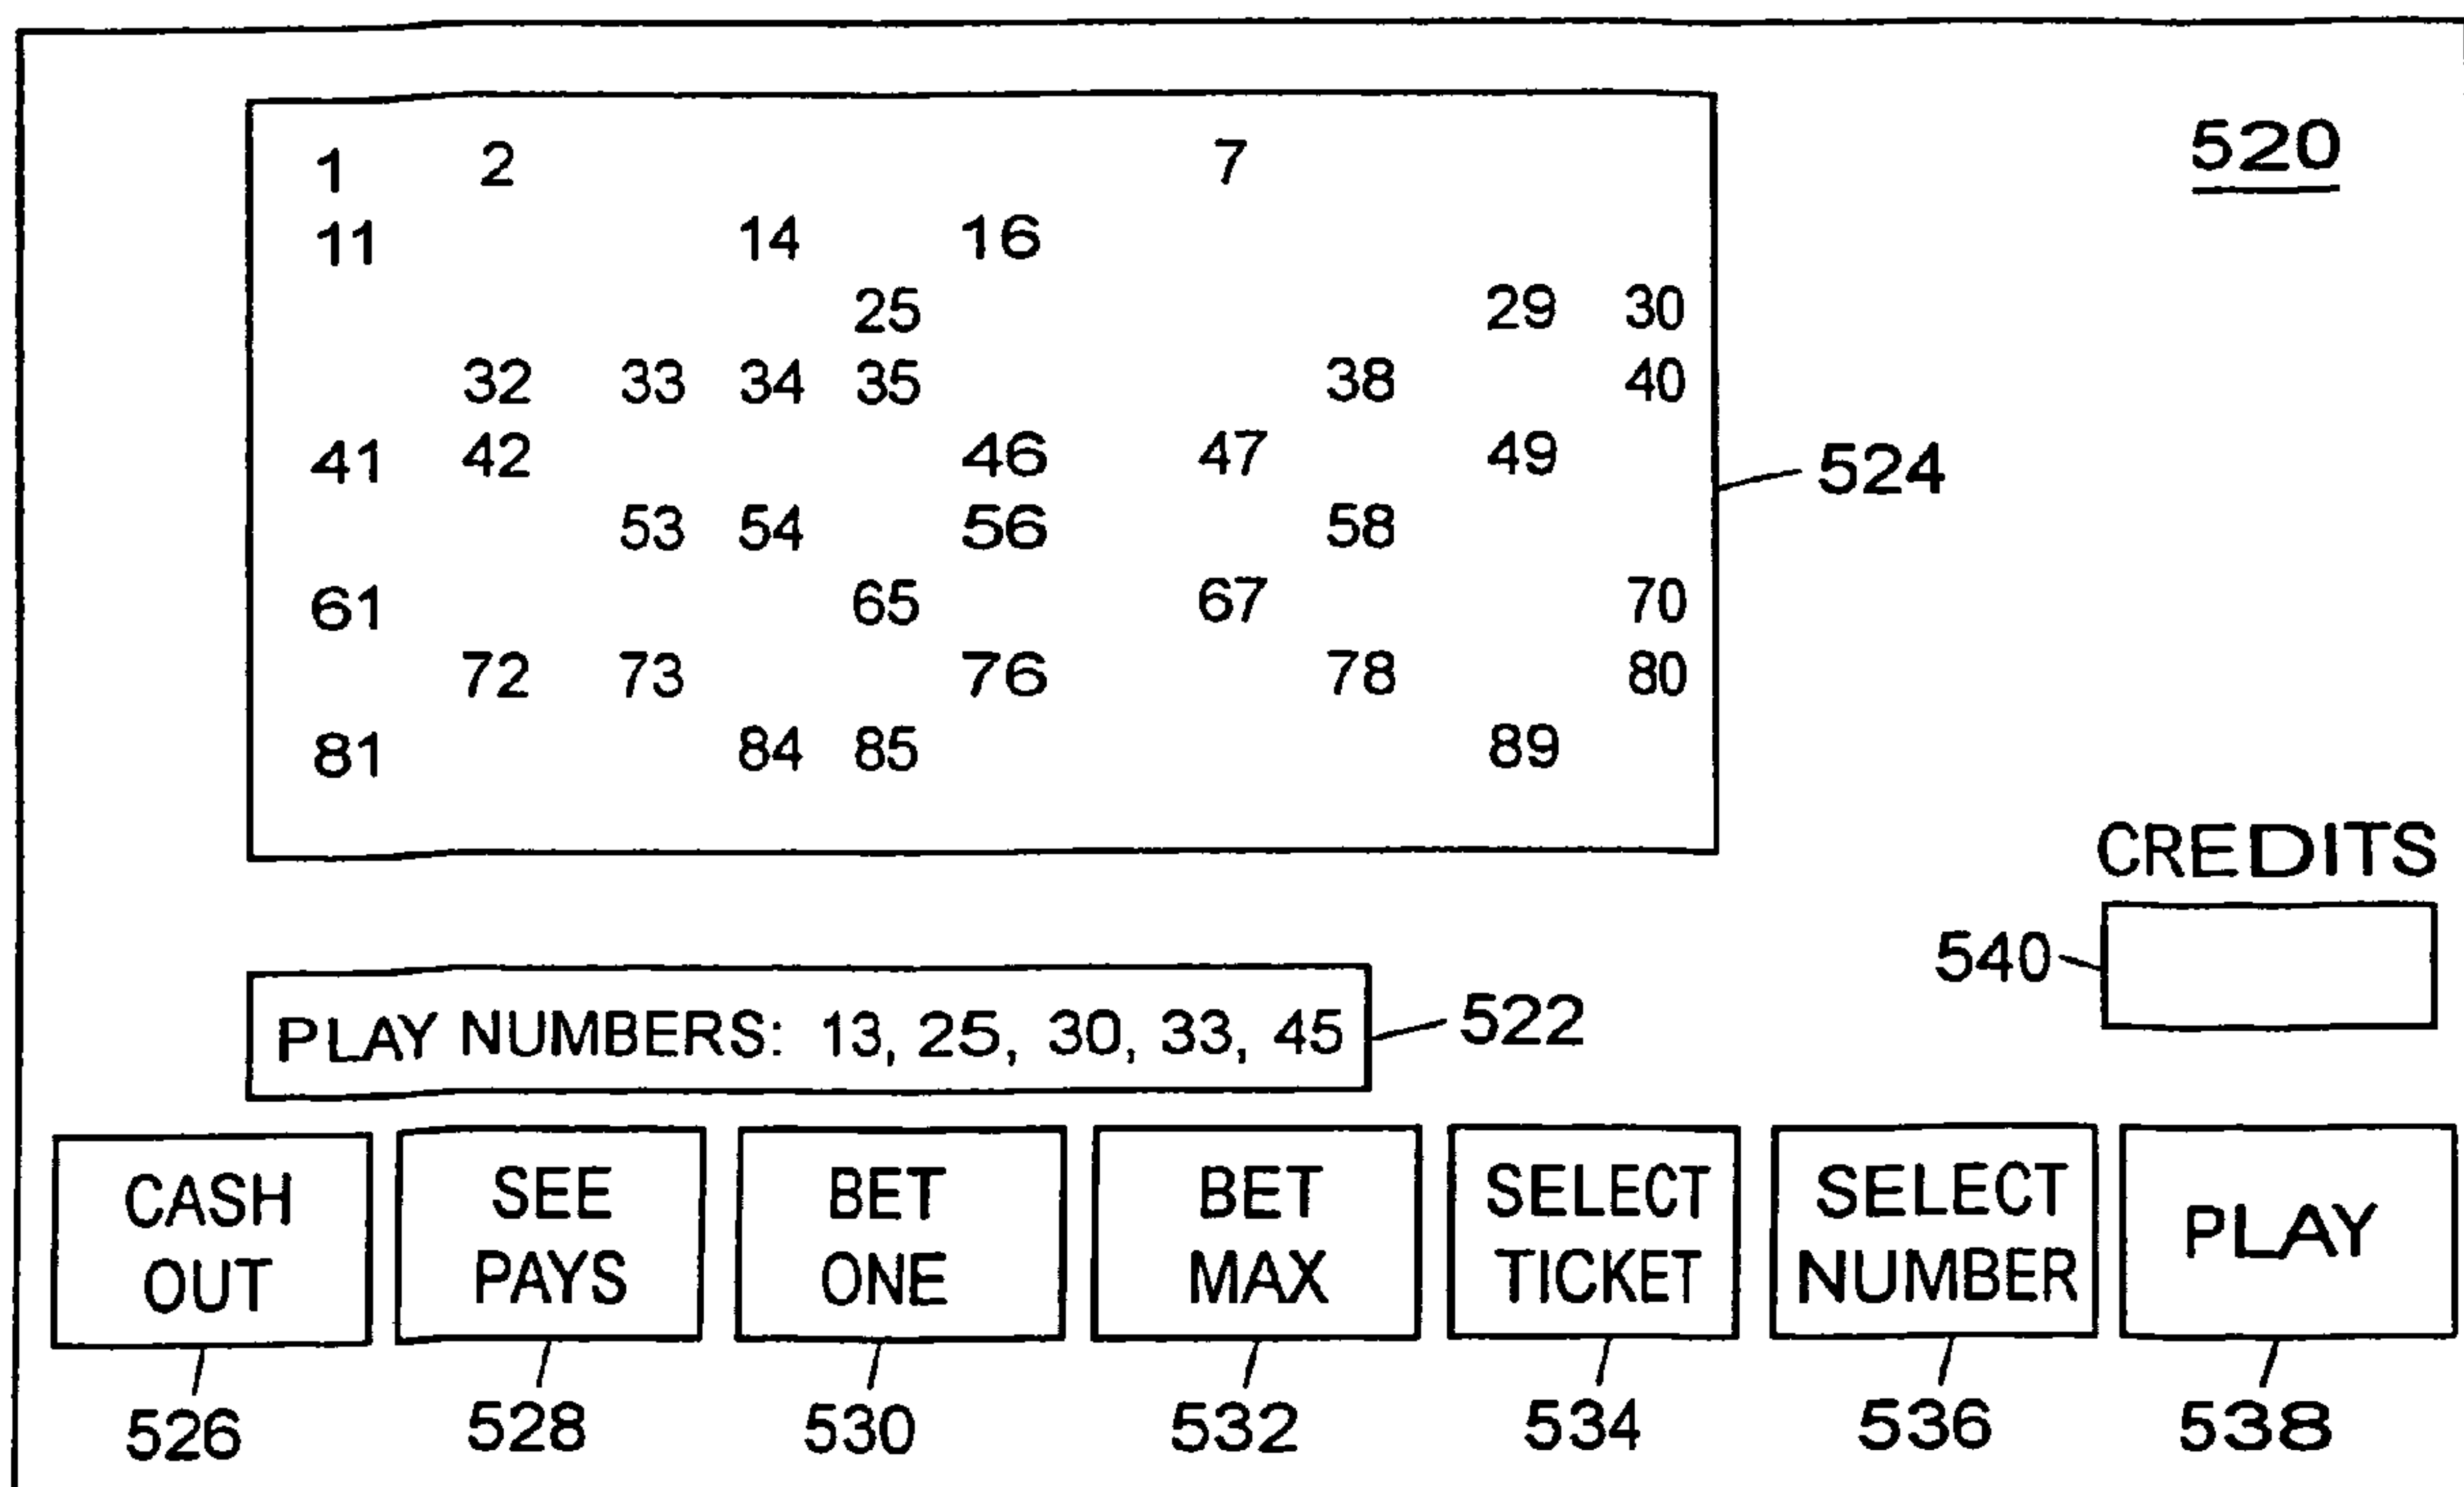 1 2 7 520
11 14 16
25 29 30
32 33 34 35 38 40
41 42 46 47 49 524
53 54 56 58
61 65 67 70
72 73 76 78 80
81 84 85 89
CREDITS
540
PLAY NUMBERS: 13, 25, 30, 33, 45 522
CASH OUT
SEE PAYS
BET ONE
BET MAX
SELECT TICKET
SELECT NUMBER
PLAY
526 528 530 532 534 536 538